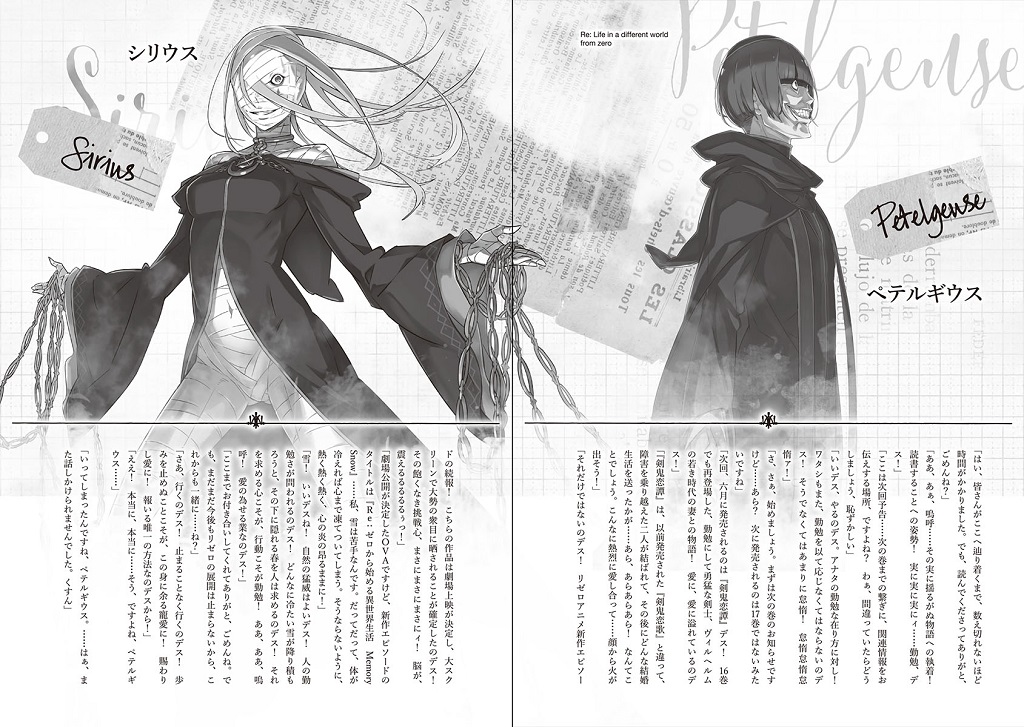 Re: Life in a different world
from zero
Petelgeuse
Petelgeuse
ペテルギウス
「はい、皆さんがここへ辿り着くまで、数え切れないほど
時間がかかりました。でも、読んでくださってありがと、
ごめんね?」
「ああ、あぁ、嗚呼!……その実に揺るがぬ物語への執着!
読書することへの姿勢! 実に実に実にィ……勤勉、デ
ス!」
「ここは次回予告……次の巻までの繋ぎに、関連情報をお
伝えする場所、ですよね? わぁ、間違っていたらどう
しましょう、恥ずかしい」
「いいデス、やるのデス。アナタの勤勉な在り方に対し!
ワタシもまた、勤勉を以て応じなくてはならないのデ
ス! そうでなくてはあまりに怠惰! 怠惰怠惰怠
惰ァ!」
「さ、さぁ、始めましょう。まずは次の巻のお知らせです
けど……あら? 次に発売されるのは17巻ではないみた
いですね」
「次回、六月に発売されるのは『剣鬼恋譚』デス! 16巻
でも再登場した、勤勉にして勇猛な剣士、ヴィルヘルム
の若き時代の妻との物語! 愛に、愛に溢れているのデ
ス!」
「『剣鬼恋譚』は、以前発売された『剣鬼恋歌』と違って、
障害を乗り越えた二人が結ばれて、その後にどんな結婚
生活を送ったかが……あら、あらあらあら! なんてこ
とでしょう。こんなに熱烈に愛し合って……顔から火が
出そう!」
「それだけではないのデス! リゼロアニメ新作エピソー
シリウス
Sirius
Sirius
ドの続報! こちらの作品は劇場上映が決定し、大スク
リーンで大勢の衆目に晒されることが確定したのデス!
その飽くなき挑戦心、まさにまさにまさにィ! 脳が、
震えるるるるるぅっ!」
「劇場公開が決定したOVAですけど、新作エピソードの
タイトルは『Re:ゼロから始める異世界生活 Memory
Snow』……私、雪は苦手なんです。だってだって、体が
冷えれば心まで凍てついてしまう。そうならないように、
熱く熱く熱く、心の炎の昂るままに!」
「雪! いいデスね! 自然の猛威はよいデス! 人の勤
勉さが問われるのデス! どんなに冷たい雪が降り積も
ろうと、その下に隠れる春を人は求めるのデス! それ
を求める心こそが、行動こそが勤勉! ああ、ああ、嗚
呼! 愛の為せる業なのデス!」
「ここまでお付き合いしてくれてありがと、ごめんね。で
も、まだまだ今後もリゼロの展開は止まらないから、こ
れからも一緒に……ね?」
「さあ、行くのデス! 止まることなく行くのデス! 歩
みを止めぬことこそが、この身に余る寵愛に! 賜わり
し愛に! 報いる唯一の方法なのデスから!」
「ええ! 本当に、本当に……そう、ですよね、ペテルギ
ウス……」
「いってしまったんですね、ペテルギウス。……はぁ、ま
た話しかけられませんでした。くすん」